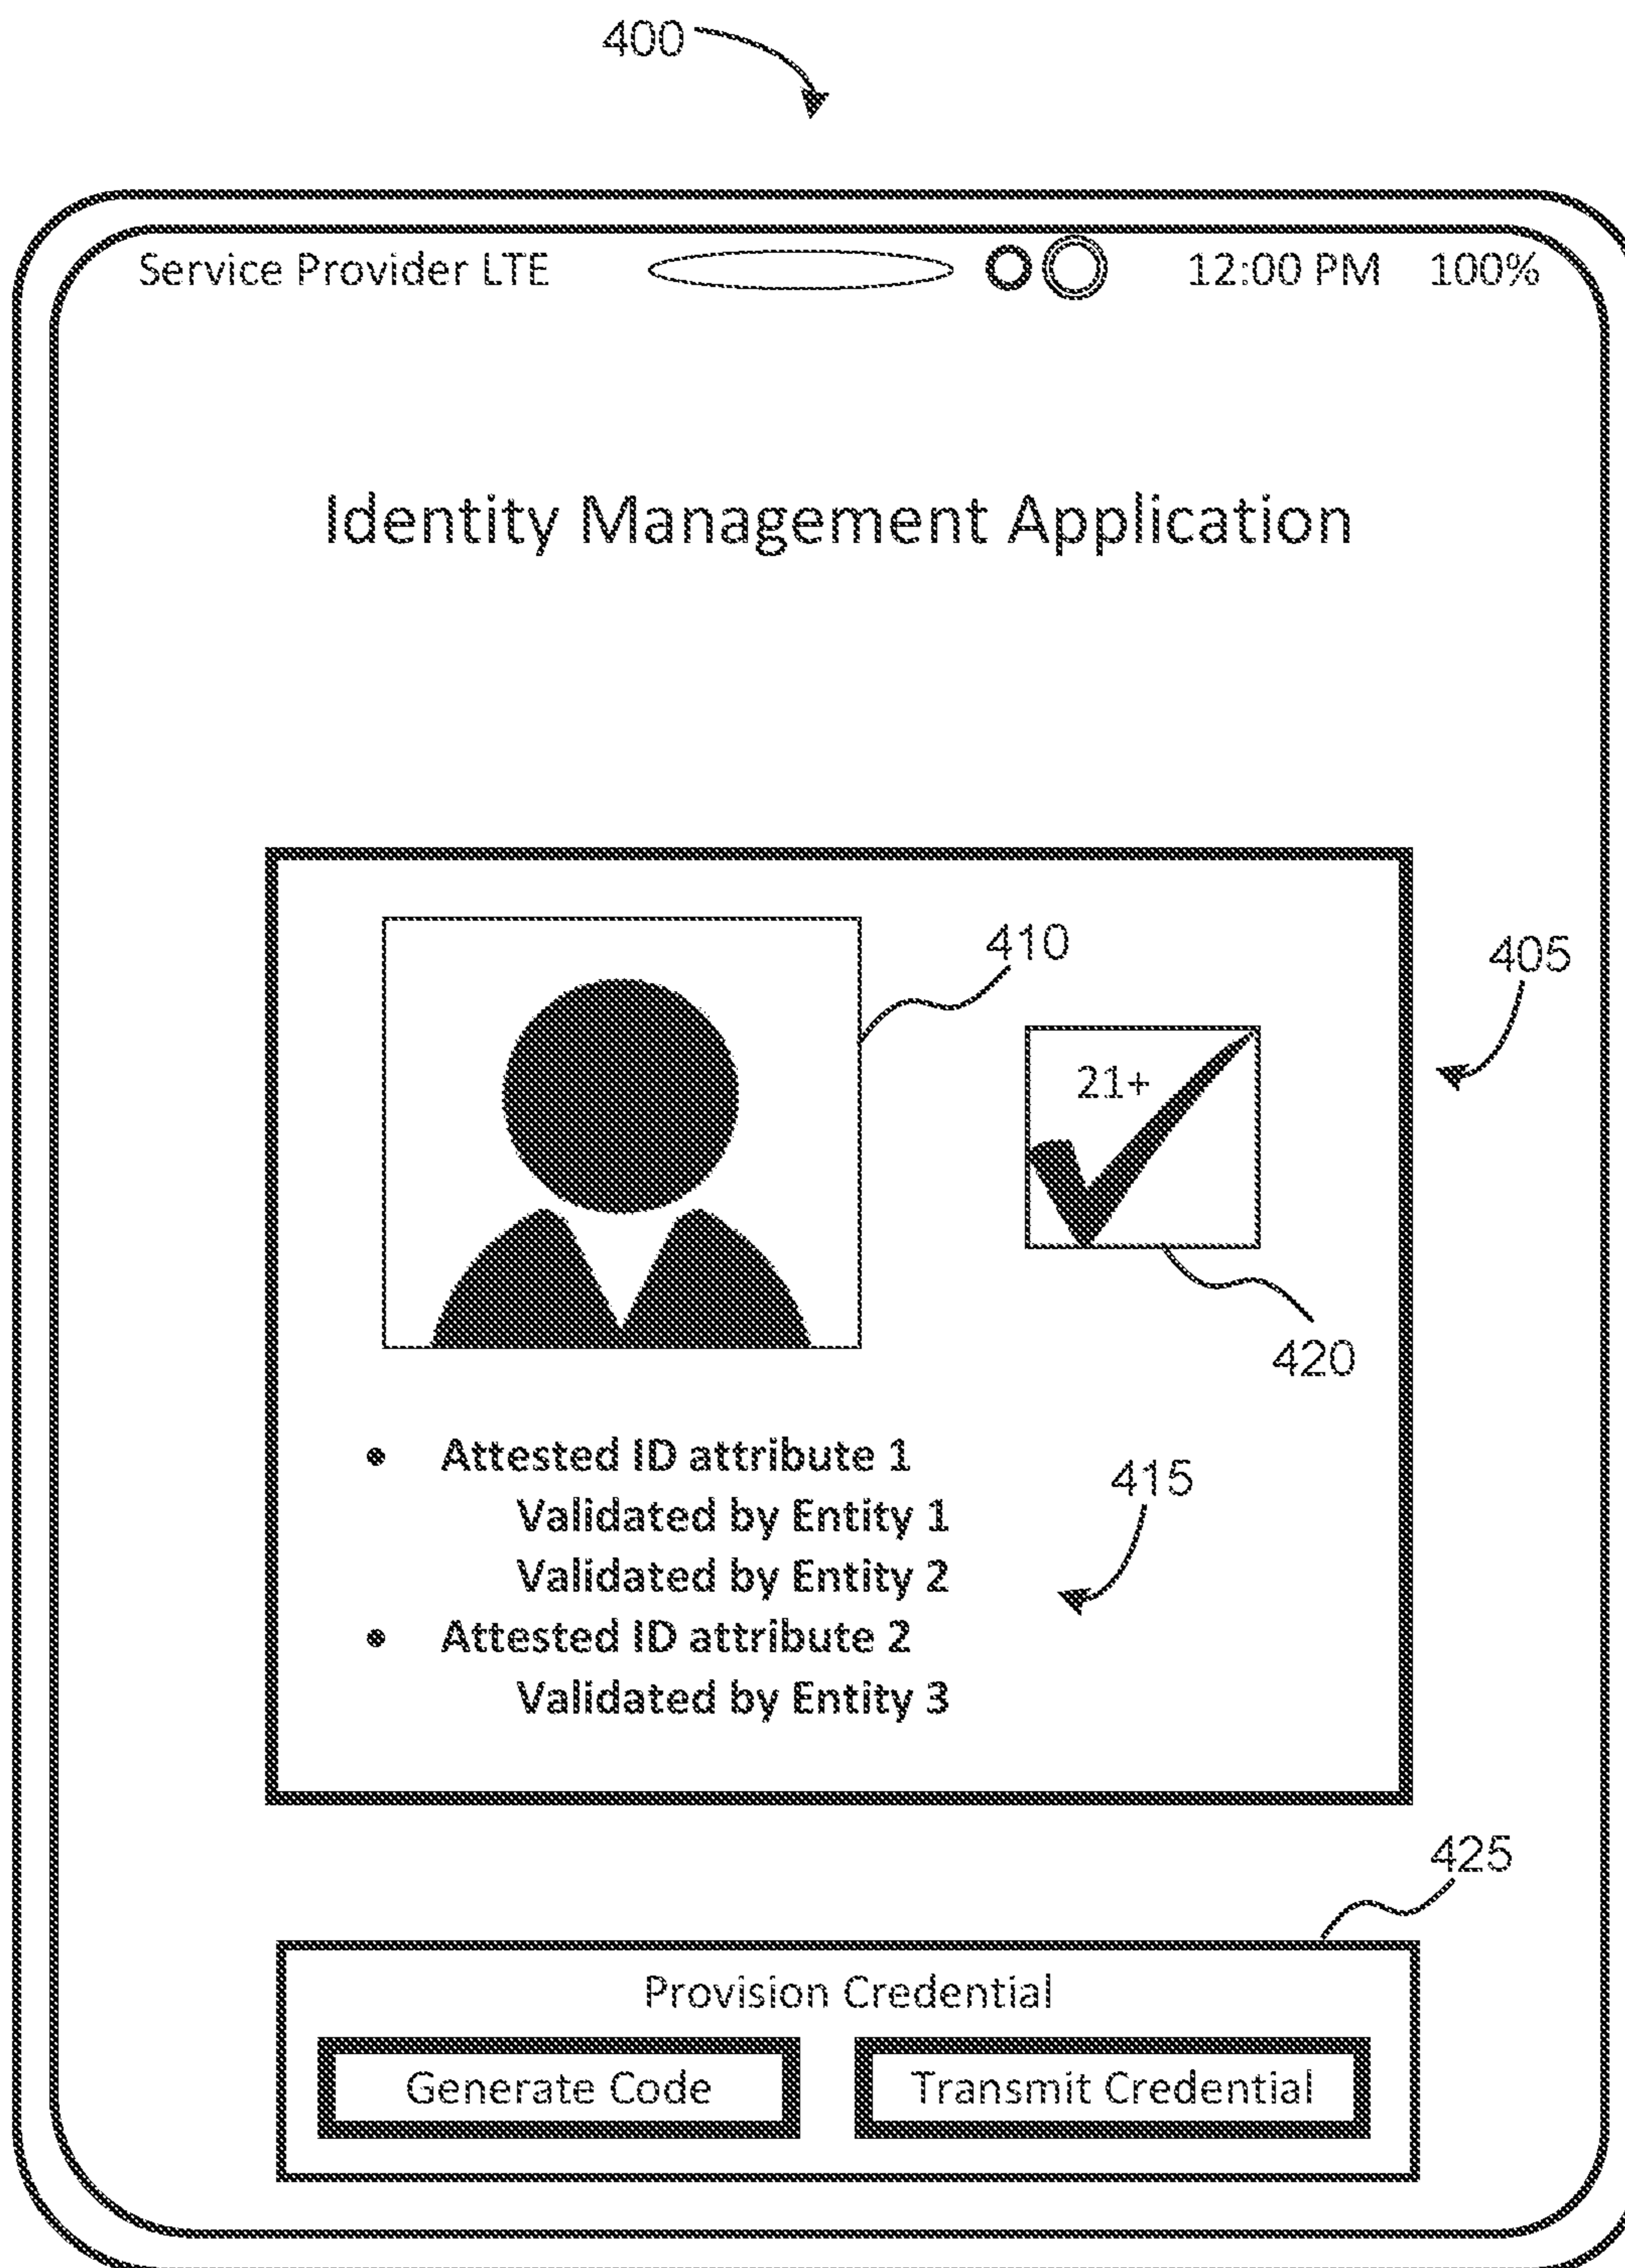 400
Service Provider LTE 12:00 PM 100%
Identity Management Application
410
405
21+
420
• Attested ID attribute 1
Validated by Entity 1
415
Validated by Entity 2
• Attested ID attribute 2
Validated by Entity 3
425
Provision Credential
Generate Code Transmit Credential